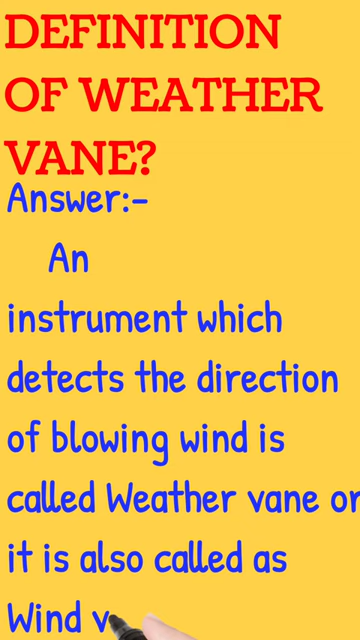 DEFINITION
OF WEATHER
VANE?
Answer:-
An
instrument which
detects the direction
of blowing wind is
called Weather vane or
it is also called as
Wind v